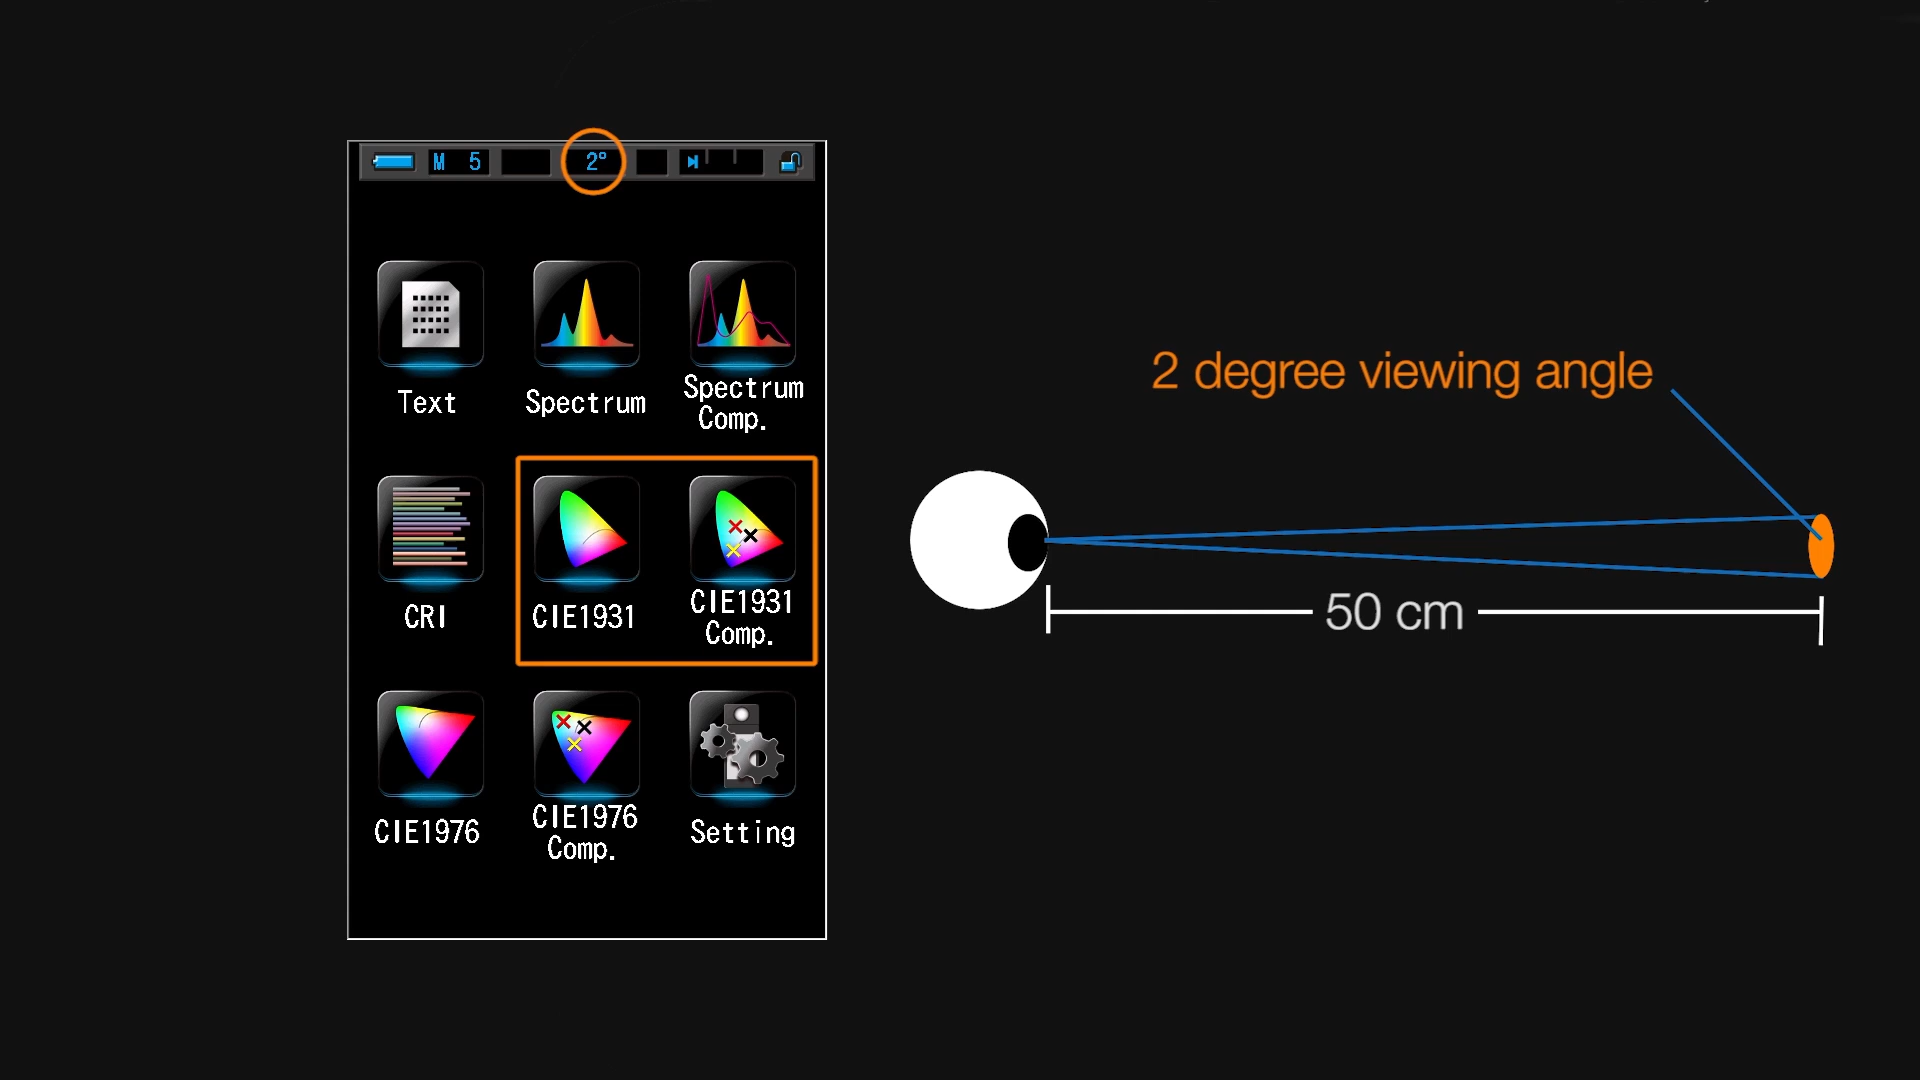 M 5 2°
Text
Spectrum
Spectrum
Comp.
CRI
CIE1931
CIE1931
Comp.
CIE1976
CIE1976
Comp.
Setting
2 degree viewing angle
50 cm